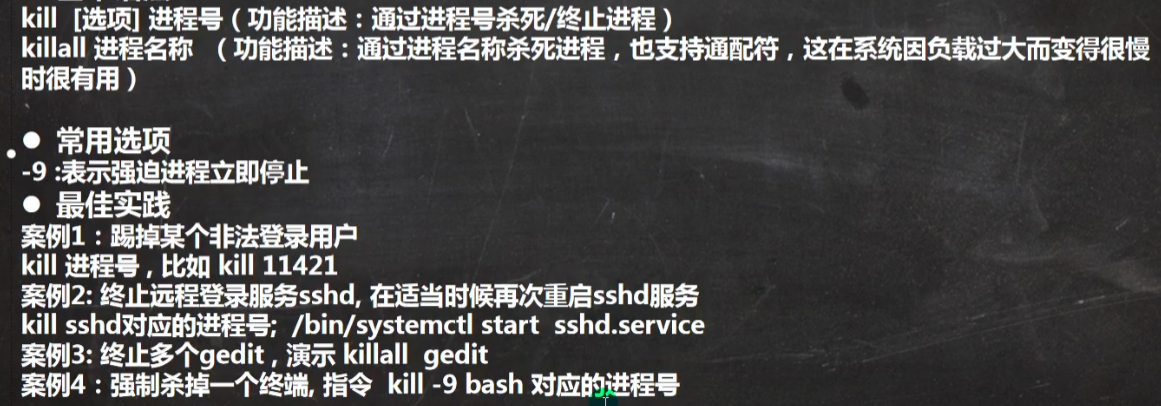 kill [选项] 进程号（功能描述：通过进程号杀死/终止进程）
killall 进程名称 （功能描述：通过进程名称杀死进程，也支持通配符，这在系统因负载过大而变得很慢
时很有用）
● 常用选项
-9 :表示强迫进程立即停止
● 最佳实践
案例1：踢掉某个非法登录用户
kill 进程号 , 比如 kill 11421
案例2: 终止远程登录服务sshd, 在适当时候再次重启sshd服务
kill sshd对应的进程号; /bin/systemctl start sshd.service
案例3: 终止多个gedit , 演示 killall gedit
案例4：强制杀掉一个终端, 指令 kill -9 bash 对应的进程号